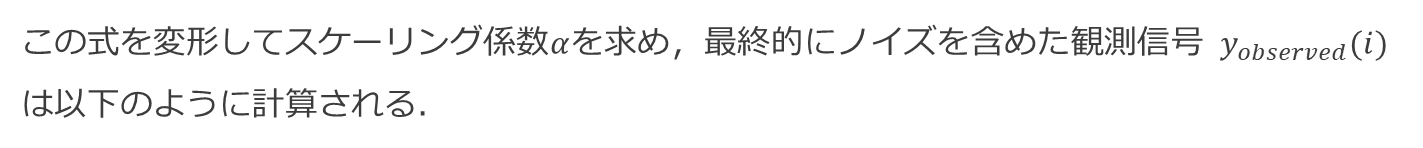 この式を変形してスケーリング係数𝛼を求め，最終的にノイズを含めた観測信号 𝑦𝑜𝑏𝑠𝑒𝑟𝑣𝑒𝑑(𝑖)
は以下のように計算される．